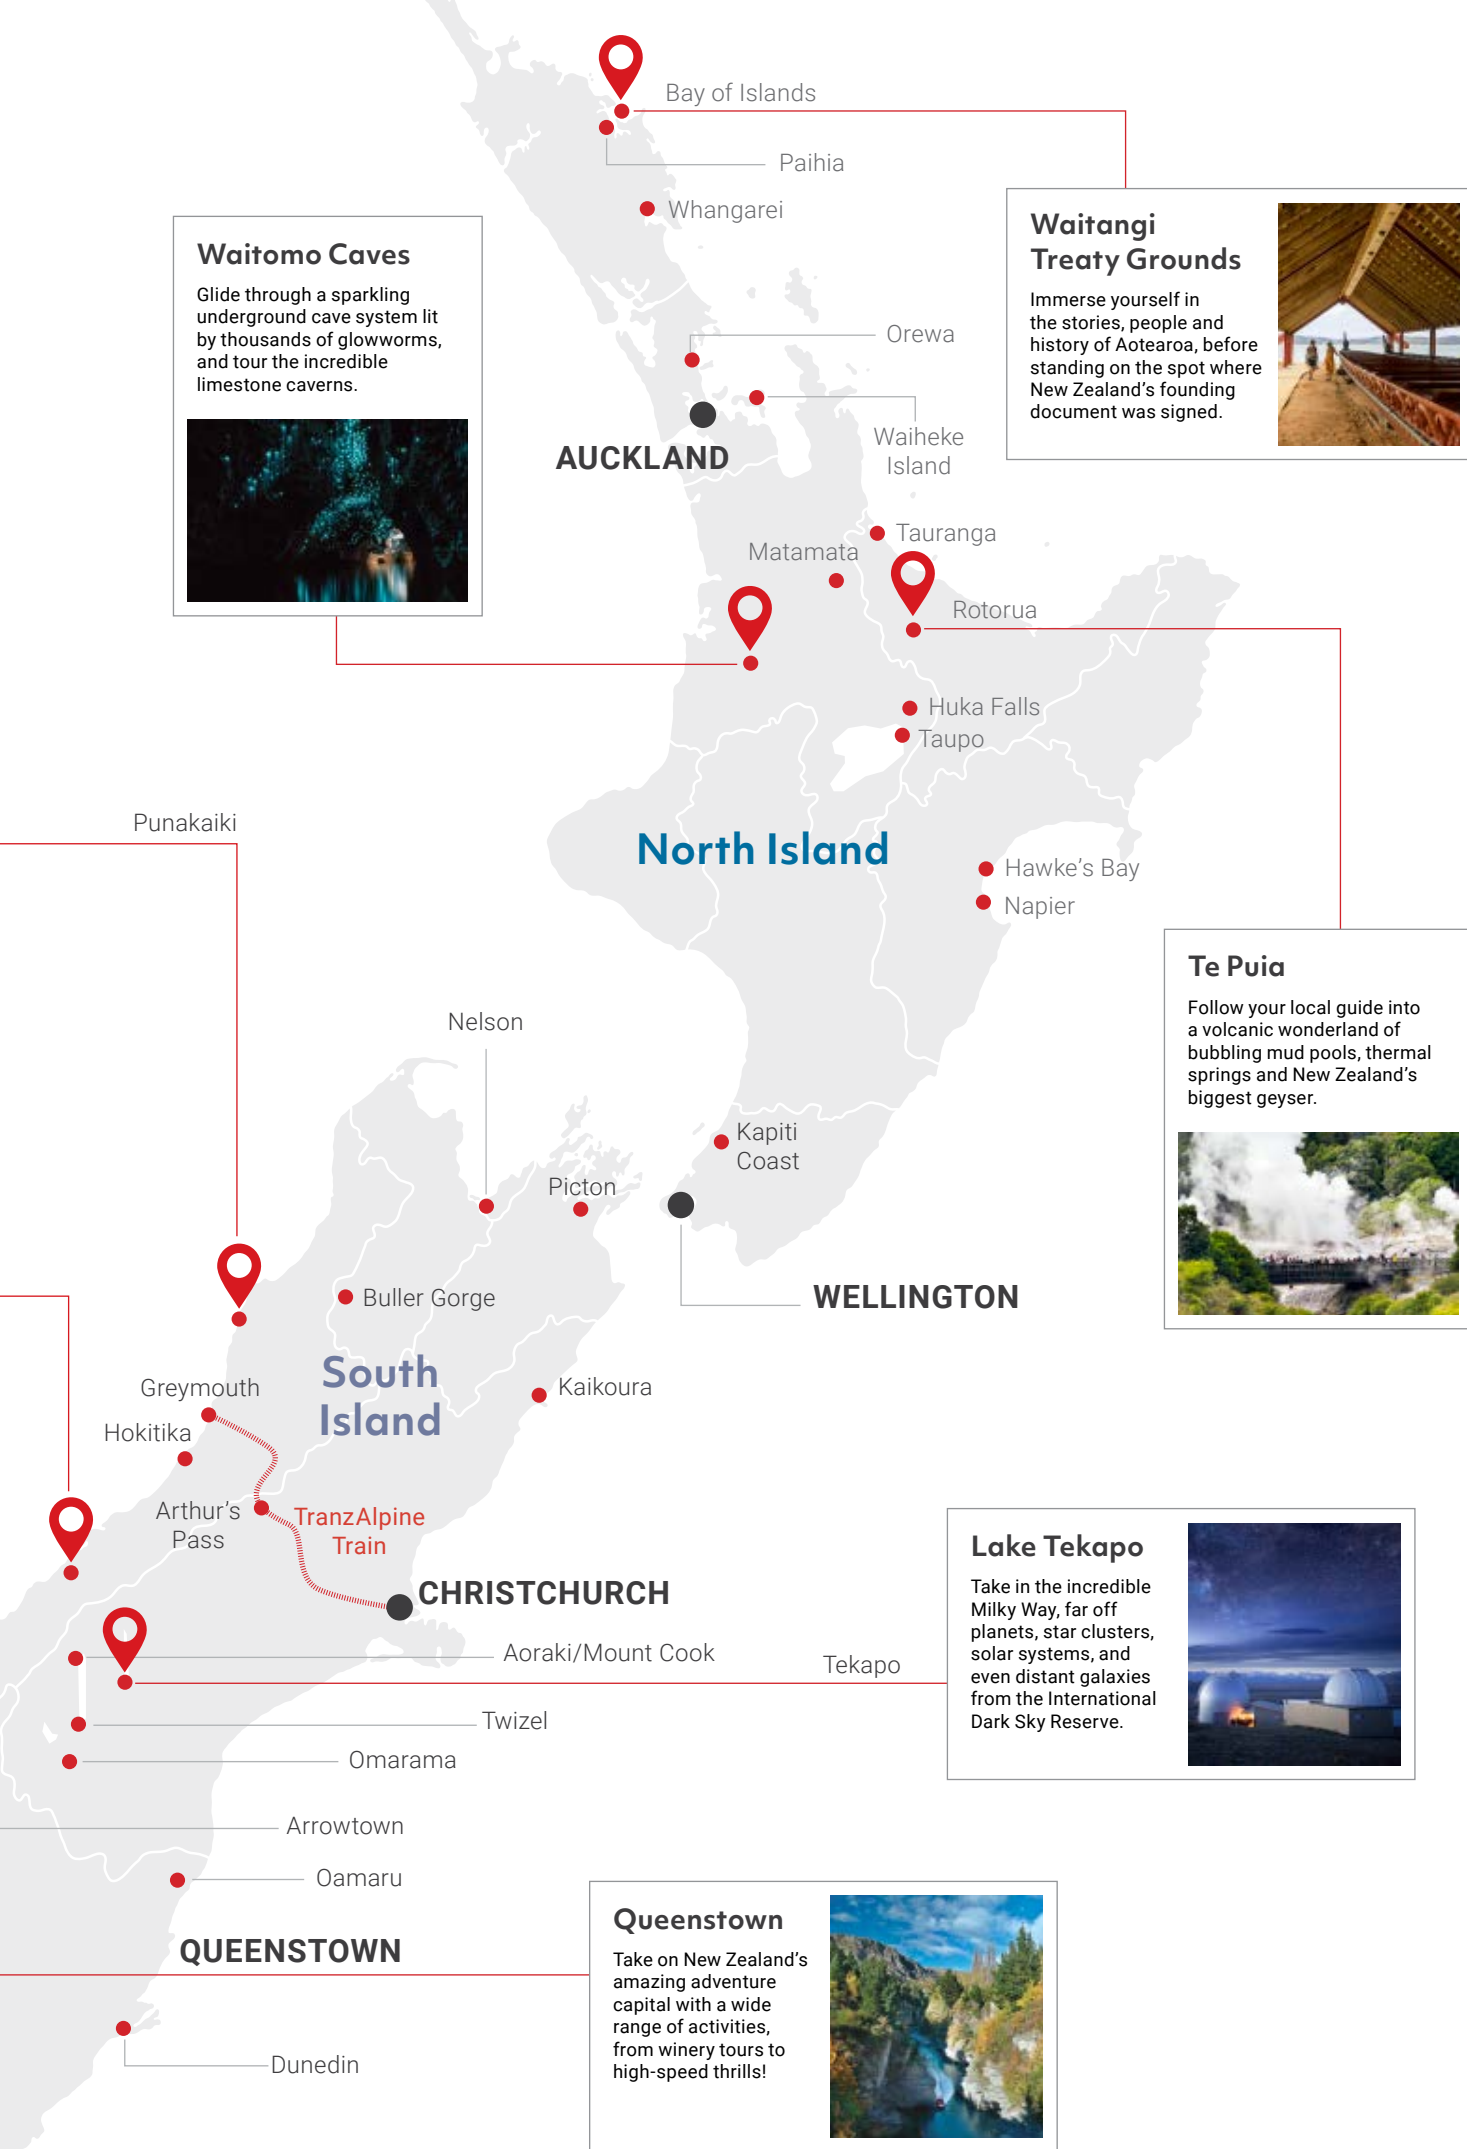 Bay of Islands
Paihia
Whangarei
Waitangi
Treaty Grounds
Immerse yourself in
the stories, people and
history of Aotearoa, before
standing on the spot where
New Zealand's founding
document was signed.
Waitomo Caves
Glide through a sparkling
underground cave system lit
by thousands of glowworms,
and tour the incredible
limestone caverns.
Orewa
Waiheke
Island
AUCKLAND
Tauranga
Matamata
Rotorua
Huka Falls
Taupo
Punakaiki
North Island
Hawke's Bay
Napier
Te Puia
Follow your local guide into
a volcanic wonderland of
bubbling mud pools, thermal
springs and New Zealand's
biggest geyser.
Nelson
Kapiti
Coast
Picton
WELLINGTON
Buller Gorge
South
Island
Kaikoura
Greymouth
Hokitika
Arthur's
Pass
TranzAlpine
Train
CHRISTCHURCH
Lake Tekapo
Take in the incredible
Milky Way, far off
planets, star clusters,
solar systems, and
even distant galaxies
from the International
Dark Sky Reserve.
Aoraki/Mount Cook
Tekapo
Twizel
Omarama
Arrowtown
Oamaru
QUEENSTOWN
Queenstown
Take on New Zealand's
amazing adventure
capital with a wide
range of activities,
from winery tours to
high-speed thrills!
Dunedin